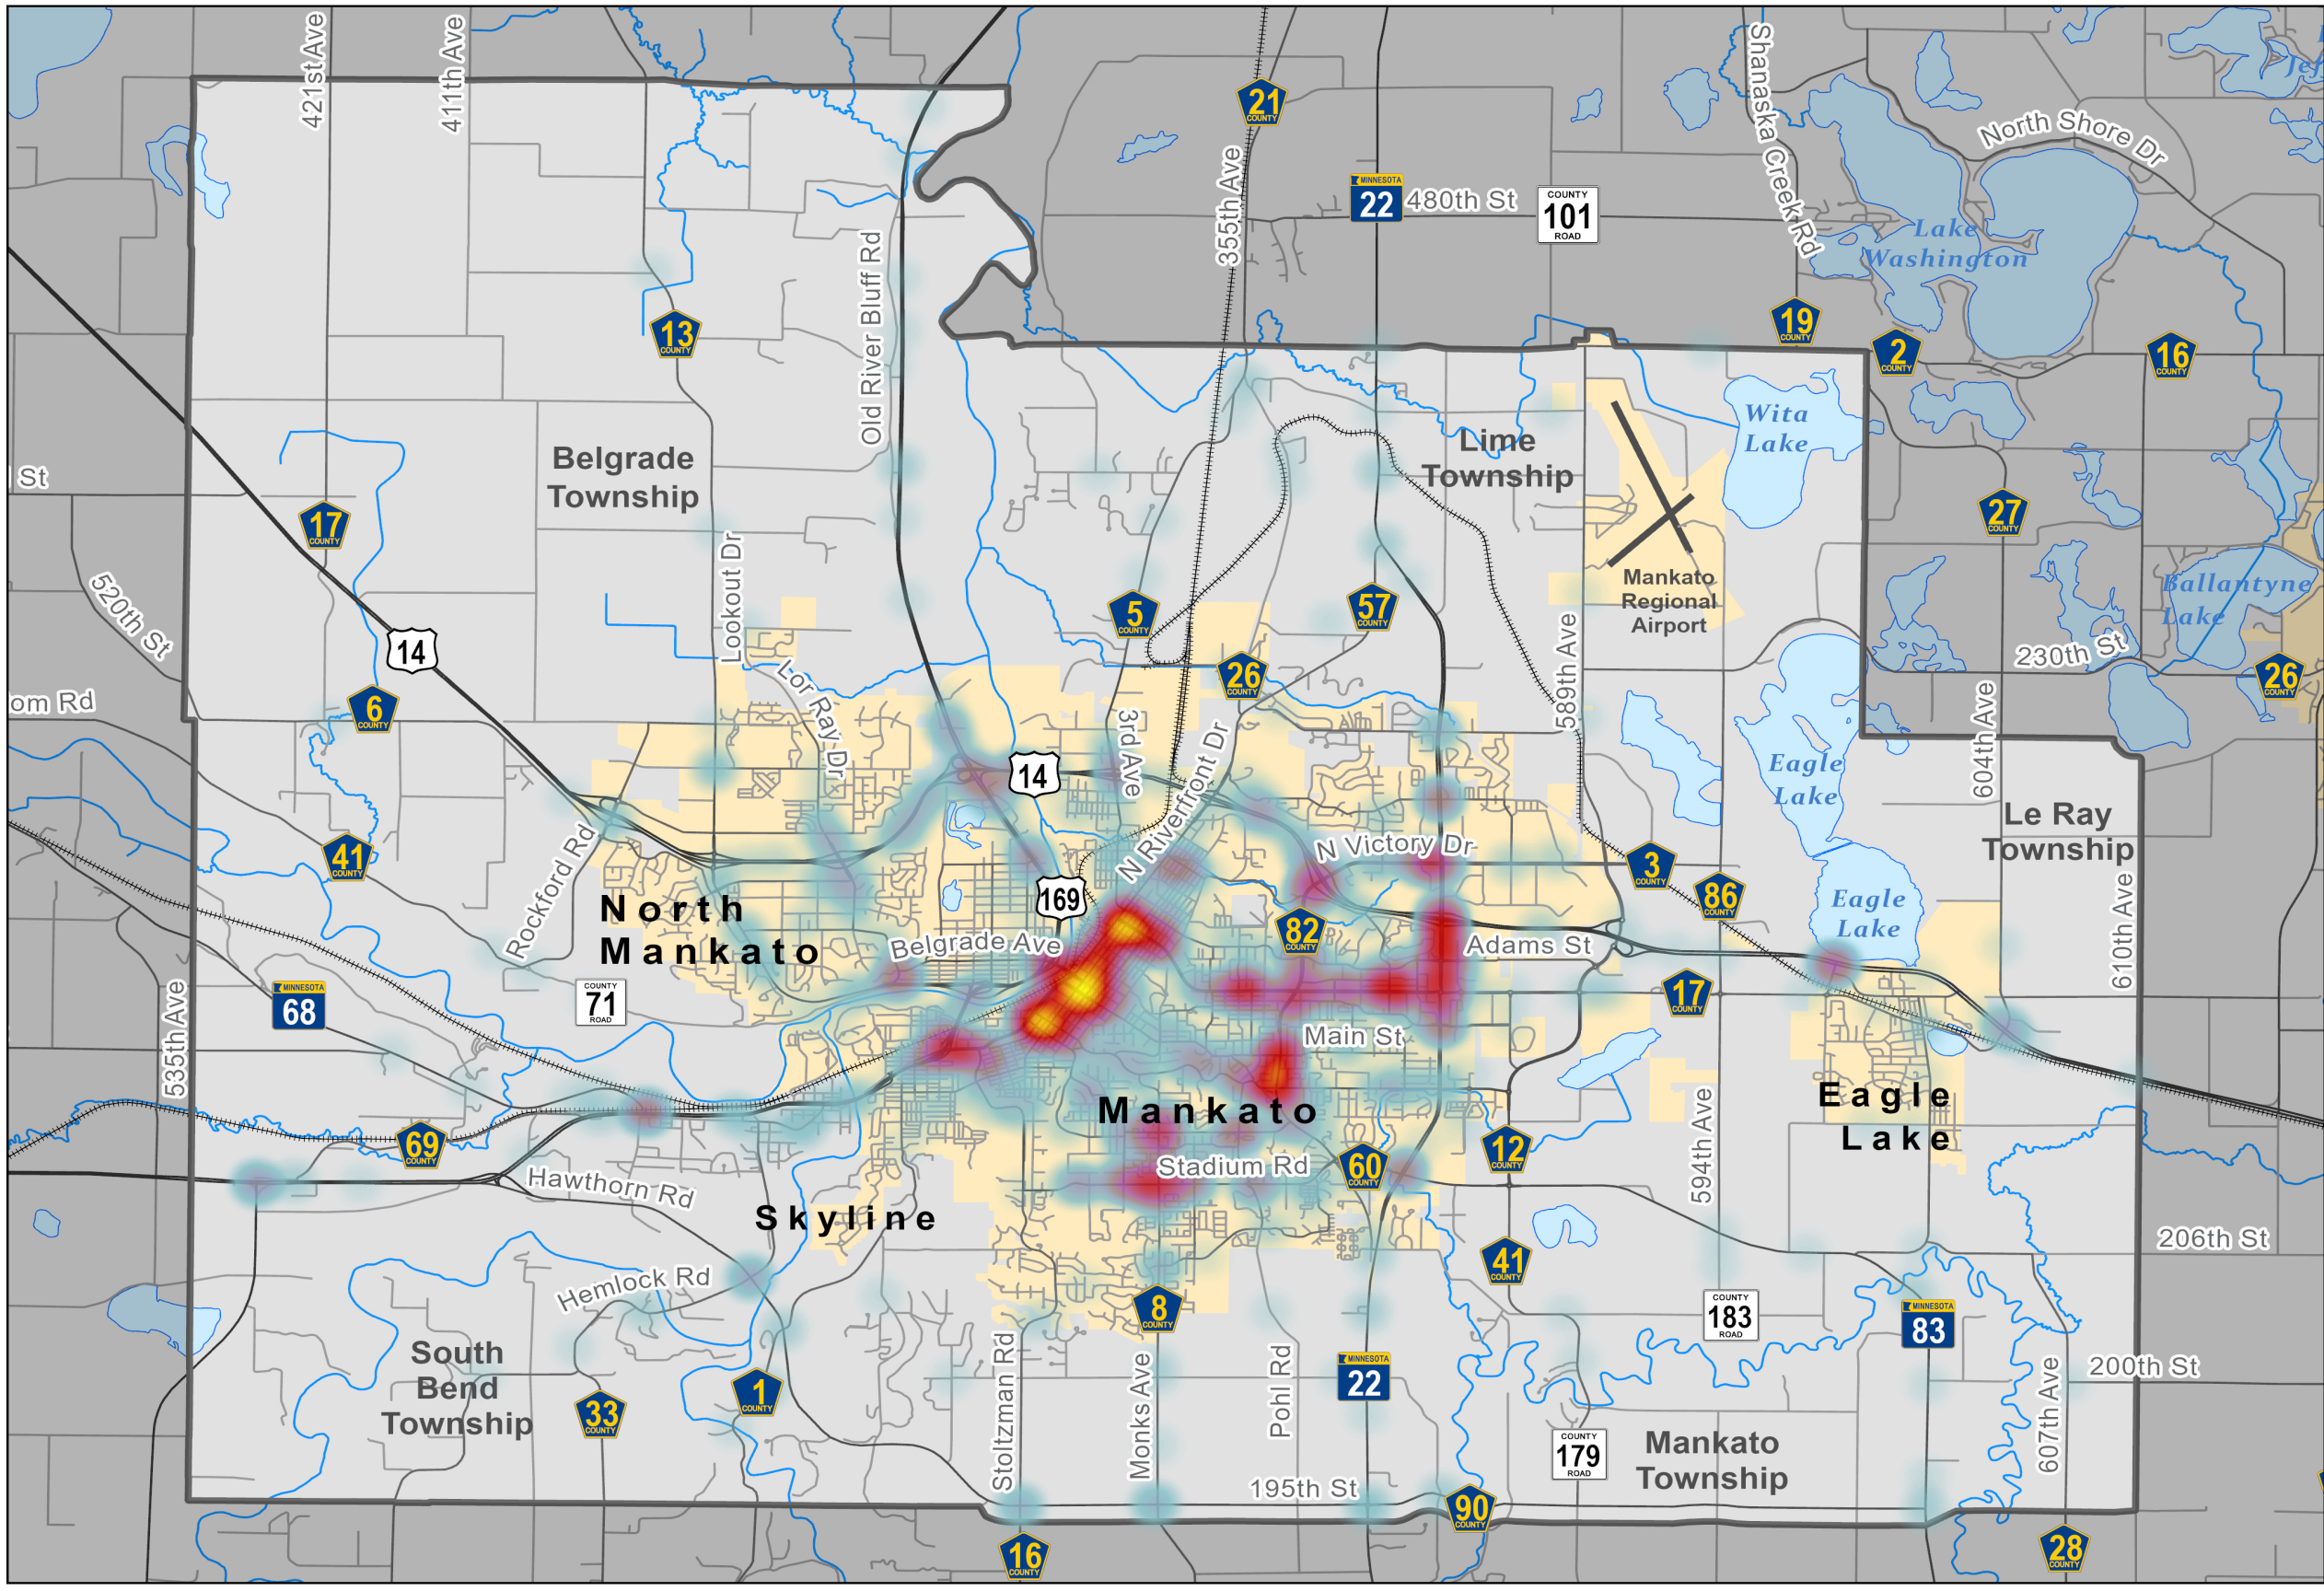 421st Ave
411th Ave
21
COUNTY
Shanaska Creek Rd
North Shore Dr
355th Ave
MINNESOTA
22
480th St
COUNTY
101
ROAD
Lake
Washington
Old River Bluff Rd
13
COUNTY
19
COUNTY
2
COUNTY
16
COUNTY
Wita
Lake
Belgrade
Township
Lime
Township
St
17
COUNTY
27
COUNTY
520th St
Lookout Dr
Mankato
Regional
Airport
Ballantyne
Lake
5
COUNTY
57
COUNTY
14
589th Ave
230th St
26
COUNTY
26
COUNTY
om Rd
6
COUNTY
Lor Ray Dr
3rd Ave
N Riverfront Dr
604th Ave
Eagle
Lake
14
Le Ray
Township
41
COUNTY
Rockford Rd
N Victory Dr
3
COUNTY
86
COUNTY
169
North
Mankato
Eagle
Lake
610th Ave
82
COUNTY
Belgrade Ave
Adams St
535th Ave
MINNESOTA
68
COUNTY
71
ROAD
17
COUNTY
Main St
Mankato
Eagle
Lake
594th Ave
69
COUNTY
12
COUNTY
Stadium Rd
60
COUNTY
Hawthorn Rd
Skyline
206th St
41
COUNTY
Hemlock Rd
8
COUNTY
COUNTY
183
ROAD
MINNESOTA
83
South
Bend
Township
1
COUNTY
33
COUNTY
Stoltzman Rd
Monks Ave
Pohl Rd
MINNESOTA
22
200th St
607th Ave
COUNTY
179
ROAD
Mankato
Township
195th St
90
COUNTY
16
COUNTY
28
COUNTY